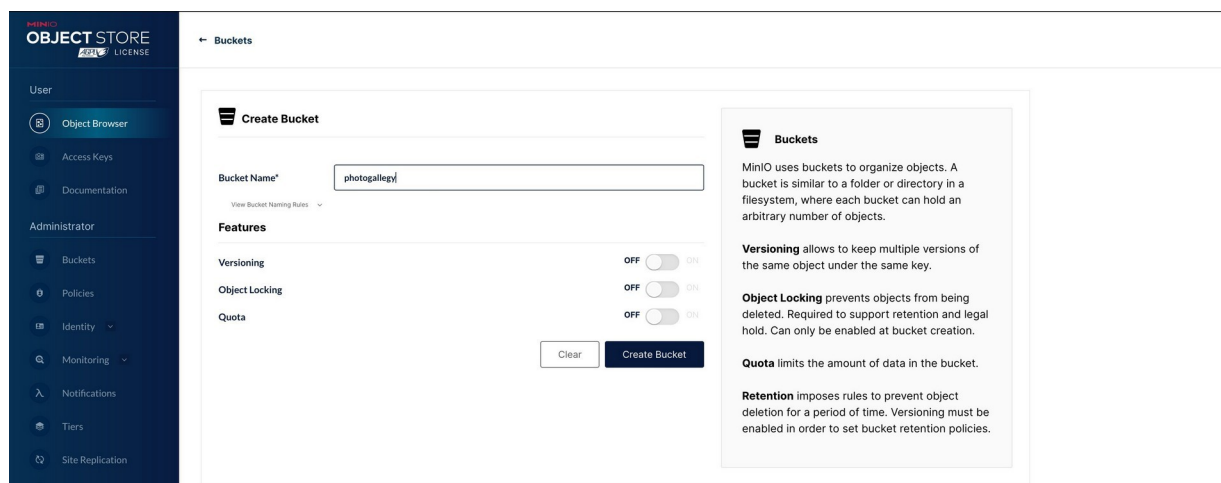 MINIO
OBJECT STORE
AGPLv3 LICENSE
User
Object Browser
Access Keys
Documentation
Administrator
Buckets
Policies
Identity
Monitoring
Notifications
Tiers
Site Replication
← Buckets
Create Bucket
Bucket Name*
photogallegy
View Bucket Naming Rules
Features
Versioning
OFF
ON
Object Locking
OFF
ON
Quota
OFF
ON
Clear
Create Bucket
Buckets
MinIO uses buckets to organize objects. A
bucket is similar to a folder or directory in a
filesystem, where each bucket can hold an
arbitrary number of objects.
Versioning allows to keep multiple versions of
the same object under the same key.
Object Locking prevents objects from being
deleted. Required to support retention and legal
hold. Can only be enabled at bucket creation.
Quota limits the amount of data in the bucket.
Retention imposes rules to prevent object
deletion for a period of time. Versioning must be
enabled in order to set bucket retention policies.